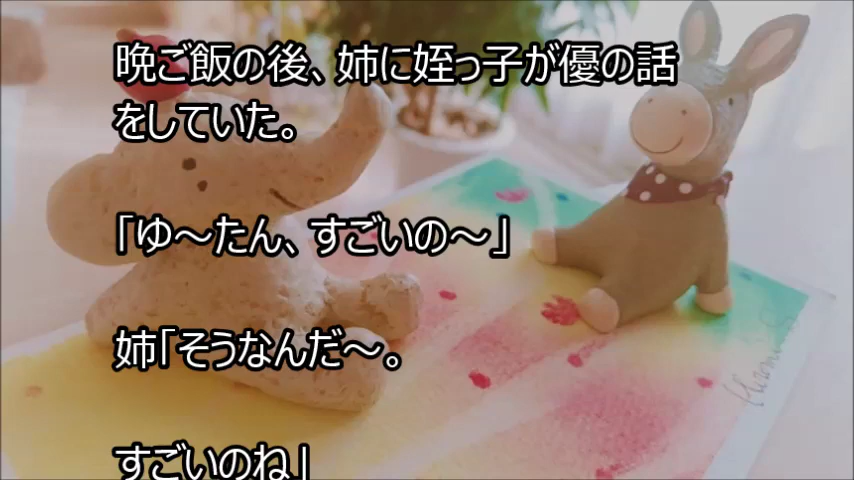 晩ご飯の後、姉に姪っ子が優の話
をしていた。
「ゆ～たん、すごいの～」
姉「そうなんだ～。
すごいのね」